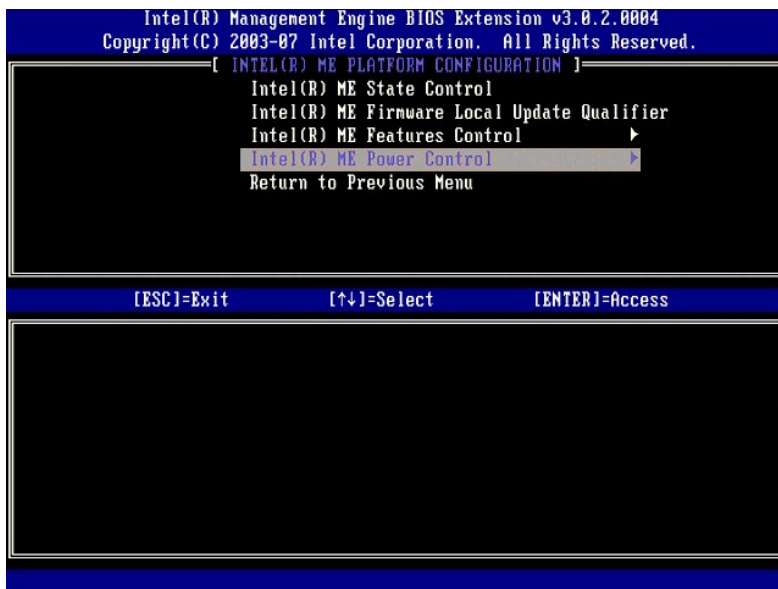 Intel(R) Management Engine BIOS Extension v3.0.2.0004
Copyright(C) 2003-07 Intel Corporation. All Rights Reserved.
[ INTEL(R) ME PLATFORM CONFIGURATION ]
Intel(R) ME State Control
Intel(R) ME Firmware Local Update Qualifier
Intel(R) ME Features Control ►
Intel(R) ME Power Control ►
Return to Previous Menu
[ESC]=Exit [↑↓]=Select [ENTER]=Access